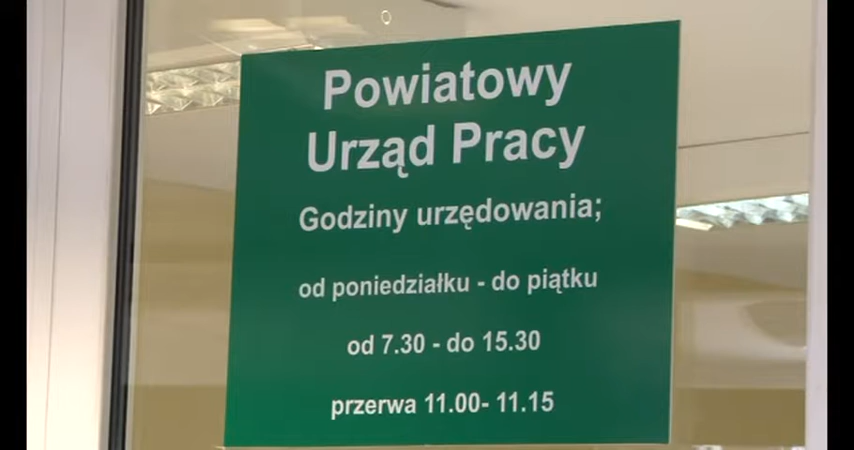 Powiatowy
Urząd Pracy
Godziny urzędowania;
od poniedziałku - do piątku
od 7.30 - do 15.30
przerwa 11.00- 11.15